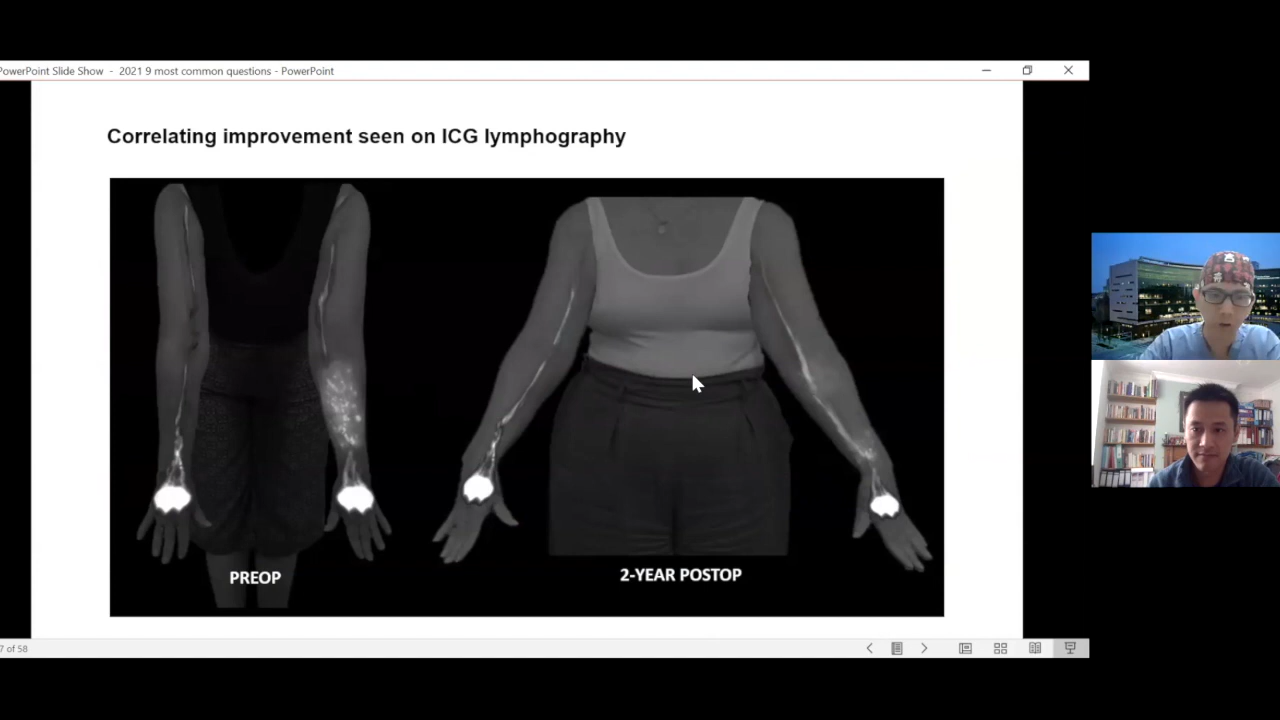 PowerPoint Slide Show - 2021 9 most common questions - PowerPoint
Correlating improvement seen on ICG lymphography
PREOP
2-YEAR POSTOP
7 of 58